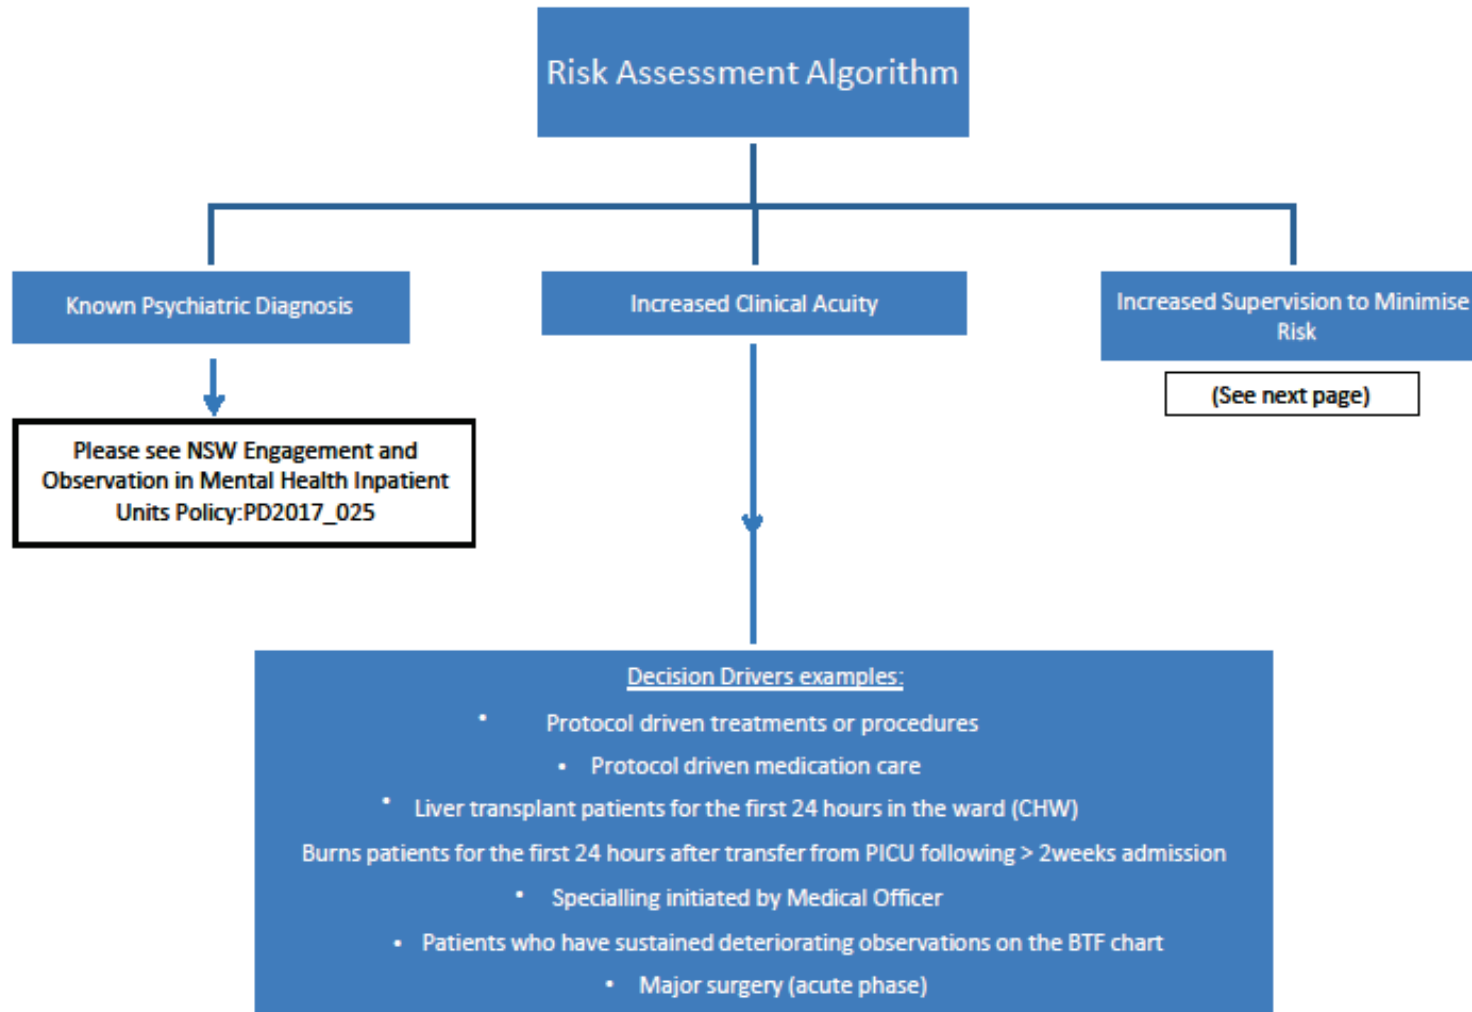 Risk Assessment Algorithm
Known Psychiatric Diagnosis
Increased Clinical Acuity
Increased Supervision to Minimise
Risk
(See next page)
Please see NSW Engagement and
Observation in Mental Health Inpatient
Units Policy:PD2017_025
Decision Drivers examples:
• Protocol driven treatments or procedures
• Protocol driven medication care
• Liver transplant patients for the first 24 hours in the ward (CHW)
Burns patients for the first 24 hours after transfer from PICU following > 2weeks admission
• Specialling initiated by Medical Officer
• Patients who have sustained deteriorating observations on the BTF chart
• Major surgery (acute phase)